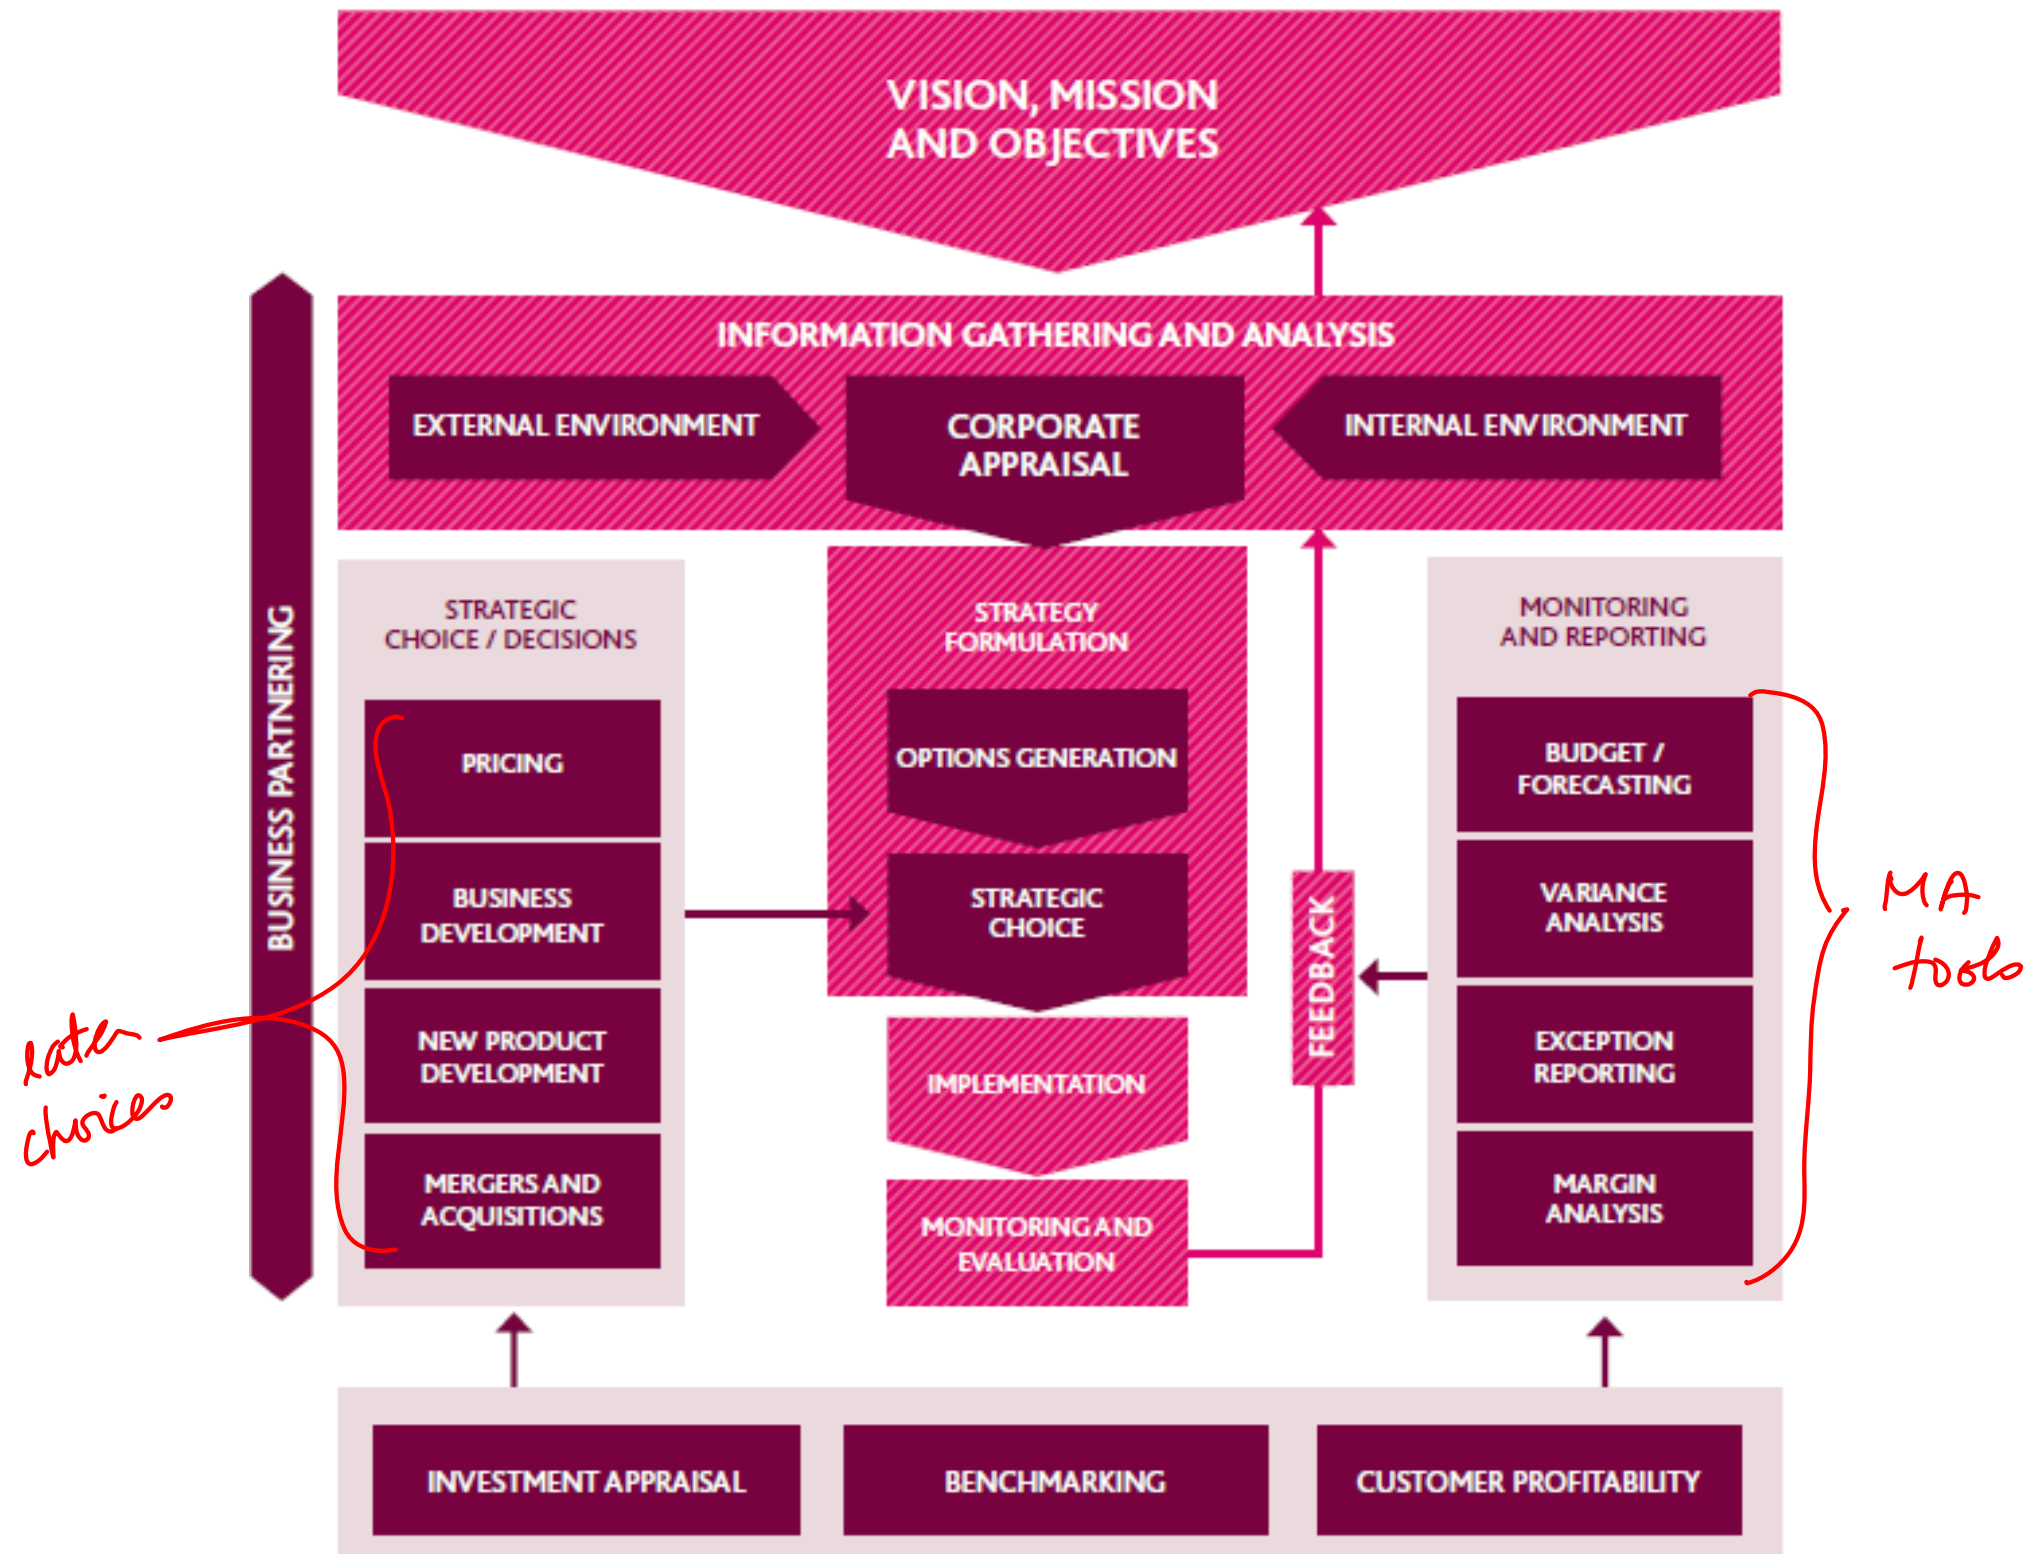 VISION, MISSION
AND OBJECTIVES
INFORMATION GATHERING AND ANALYSIS
EXTERNAL ENVIRONMENT
CORPORATE
APPRAISAL
INTERNAL ENVIRONMENT
BUSINESS PARTNERING
STRATEGIC
CHOICE / DECISIONS
PRICING
BUSINESS
DEVELOPMENT
NEW PRODUCT
DEVELOPMENT
MERGERS AND
ACQUISITIONS
later
choices
STRATEGY
FORMULATION
OPTIONS GENERATION
STRATEGIC
CHOICE
IMPLEMENTATION
MONITORING AND
EVALUATION
FEEDBACK
MONITORING
AND REPORTING
BUDGET /
FORECASTING
VARIANCE
ANALYSIS
EXCEPTION
REPORTING
MARGIN
ANALYSIS
MA
tools
INVESTMENT APPRAISAL
BENCHMARKING
CUSTOMER PROFITABILITY